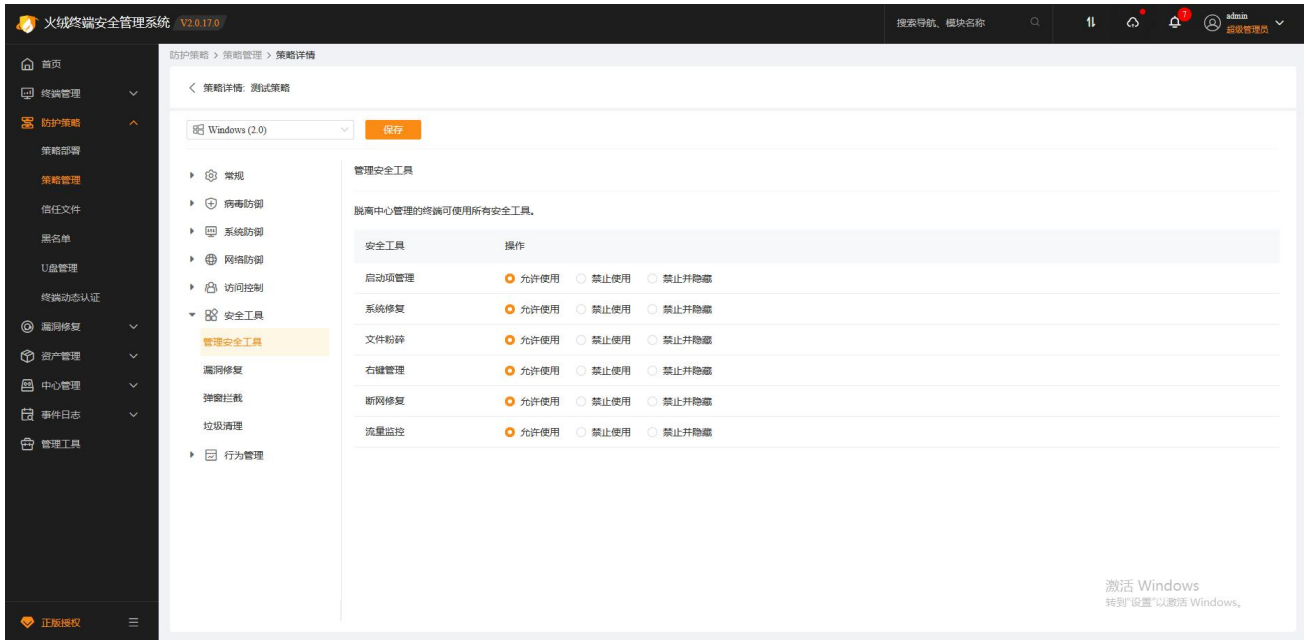 火绒终端安全管理系统 V2.0.17.0
搜索导航、模块名称
7
admin
超级管理员
首页
终端管理
防护策略
策略部署
策略管理
信任文件
黑名单
U盘管理
终端动态认证
漏洞修复
资产管理
中心管理
事件日志
管理工具
正版授权
防护策略 > 策略管理 > 策略详情
策略详情: 测试策略
Windows (2.0)
保存
常规
病毒防御
系统防御
网络防御
访问控制
安全工具
管理安全工具
漏洞修复
弹窗拦截
垃圾清理
行为管理
管理安全工具
脱离中心管理的终端可使用所有安全工具。
安全工具 操作
启动项管理 允许使用 禁止使用 禁止并隐藏
系统修复 允许使用 禁止使用 禁止并隐藏
文件粉碎 允许使用 禁止使用 禁止并隐藏
右键管理 允许使用 禁止使用 禁止并隐藏
断网修复 允许使用 禁止使用 禁止并隐藏
流量监控 允许使用 禁止使用 禁止并隐藏
激活 Windows
转到"设置"以激活 Windows。